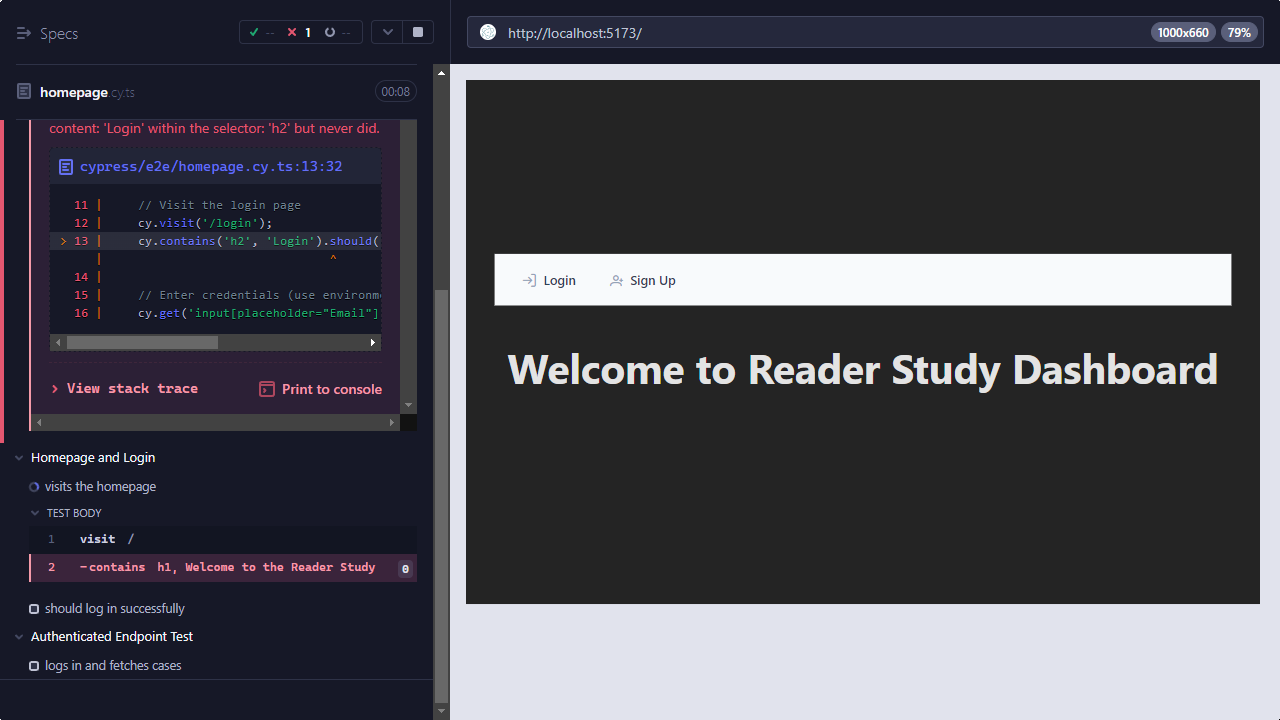 Specs
-- 1 --
homepage.cy.ts 00:08
content: 'Login' within the selector: 'h2' but never did.
cypress/e2e/homepage.cy.ts:13:32
11 | // Visit the login page
12 | cy.visit('/login');
> 13 | cy.contains('h2', 'Login').should(
| ^
14 |
15 | // Enter credentials (use environme
16 | cy.get('input[placeholder="Email"]
> View stack trace Print to console
Homepage and Login
visits the homepage
TEST BODY
1 visit /
2 -contains h1, Welcome to the Reader Study 0
should log in successfully
Authenticated Endpoint Test
logs in and fetches cases
http://localhost:5173/ 1000x660 79%
Login Sign Up
Welcome to Reader Study Dashboard